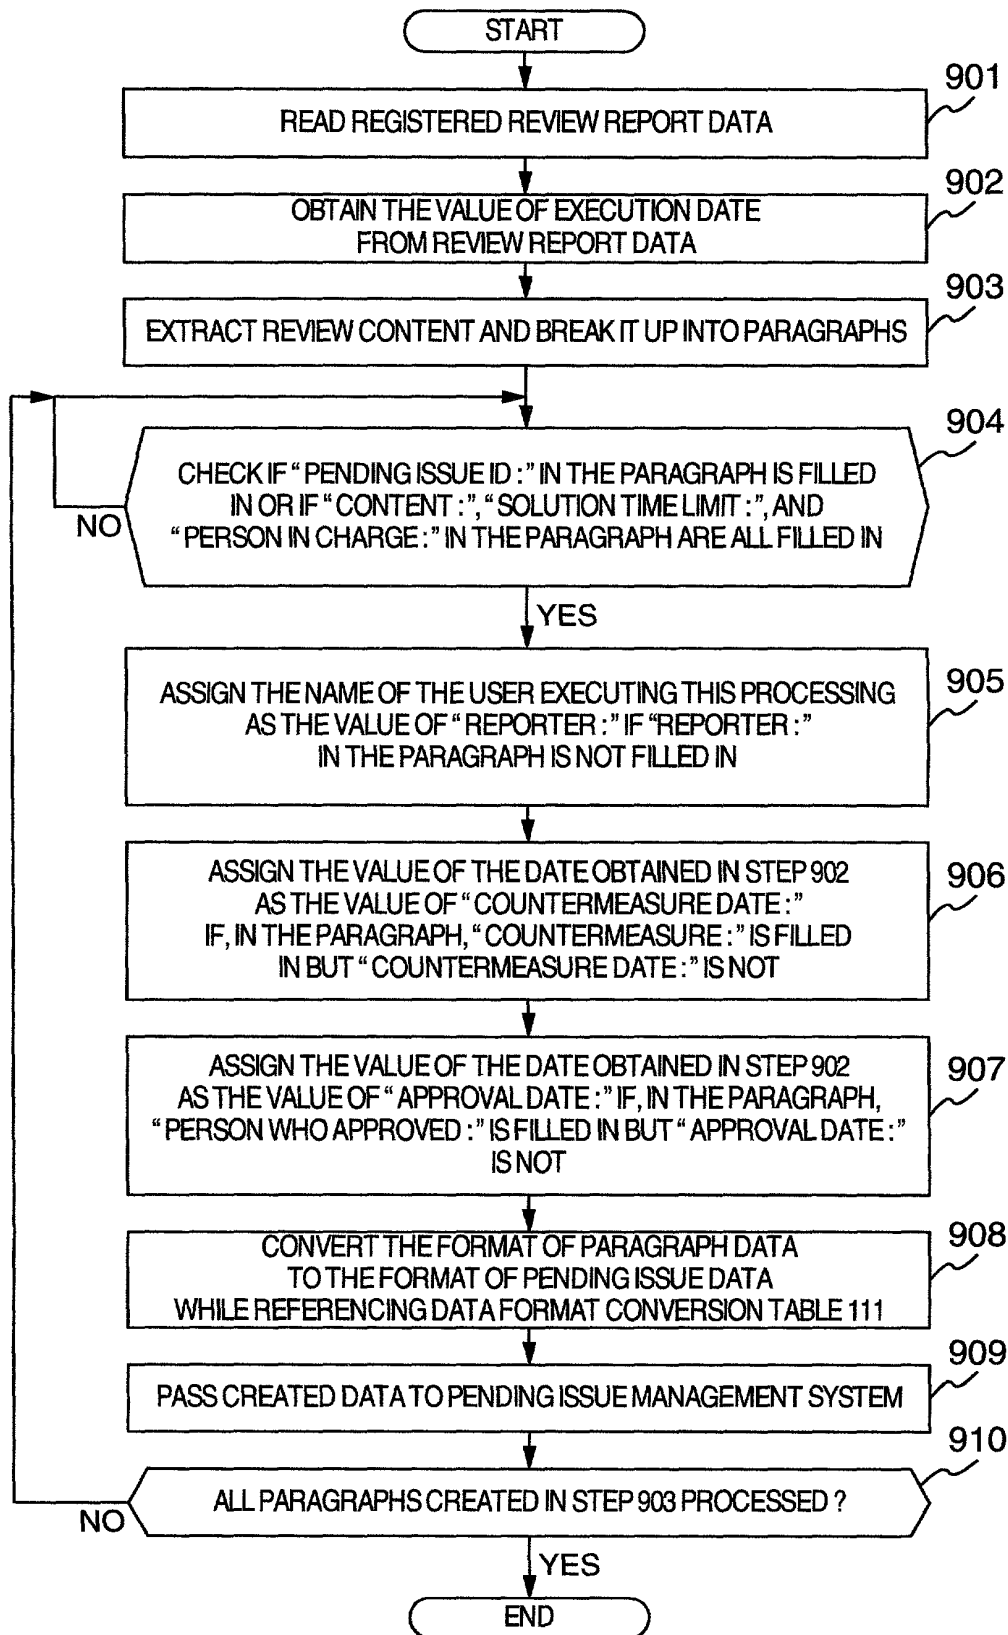 START
901
READ REGISTERED REVIEW REPORT DATA
902
OBTAIN THE VALUE OF EXECUTION DATE
FROM REVIEW REPORT DATA
903
EXTRACT REVIEW CONTENT AND BREAK IT UP INTO PARAGRAPHS
904
CHECK IF “PENDING ISSUE ID :” IN THE PARAGRAPH IS FILLED
IN OR IF “CONTENT :”, “SOLUTION TIME LIMIT :”, AND
“PERSON IN CHARGE :” IN THE PARAGRAPH ARE ALL FILLED IN
NO
YES
905
ASSIGN THE NAME OF THE USER EXECUTING THIS PROCESSING
AS THE VALUE OF “REPORTER :” IF “REPORTER :”
IN THE PARAGRAPH IS NOT FILLED IN
906
ASSIGN THE VALUE OF THE DATE OBTAINED IN STEP 902
AS THE VALUE OF “COUNTERMEASURE DATE :”
IF, IN THE PARAGRAPH, “COUNTERMEASURE :” IS FILLED
IN BUT “COUNTERMEASURE DATE :” IS NOT
907
ASSIGN THE VALUE OF THE DATE OBTAINED IN STEP 902
AS THE VALUE OF “APPROVAL DATE :” IF, IN THE PARAGRAPH,
“PERSON WHO APPROVED :” IS FILLED IN BUT “APPROVAL DATE :”
IS NOT
908
CONVERT THE FORMAT OF PARAGRAPH DATA
TO THE FORMAT OF PENDING ISSUE DATA
WHILE REFERENCING DATA FORMAT CONVERSION TABLE 111
909
PASS CREATED DATA TO PENDING ISSUE MANAGEMENT SYSTEM
910
ALL PARAGRAPHS CREATED IN STEP 903 PROCESSED ?
NO
YES
END